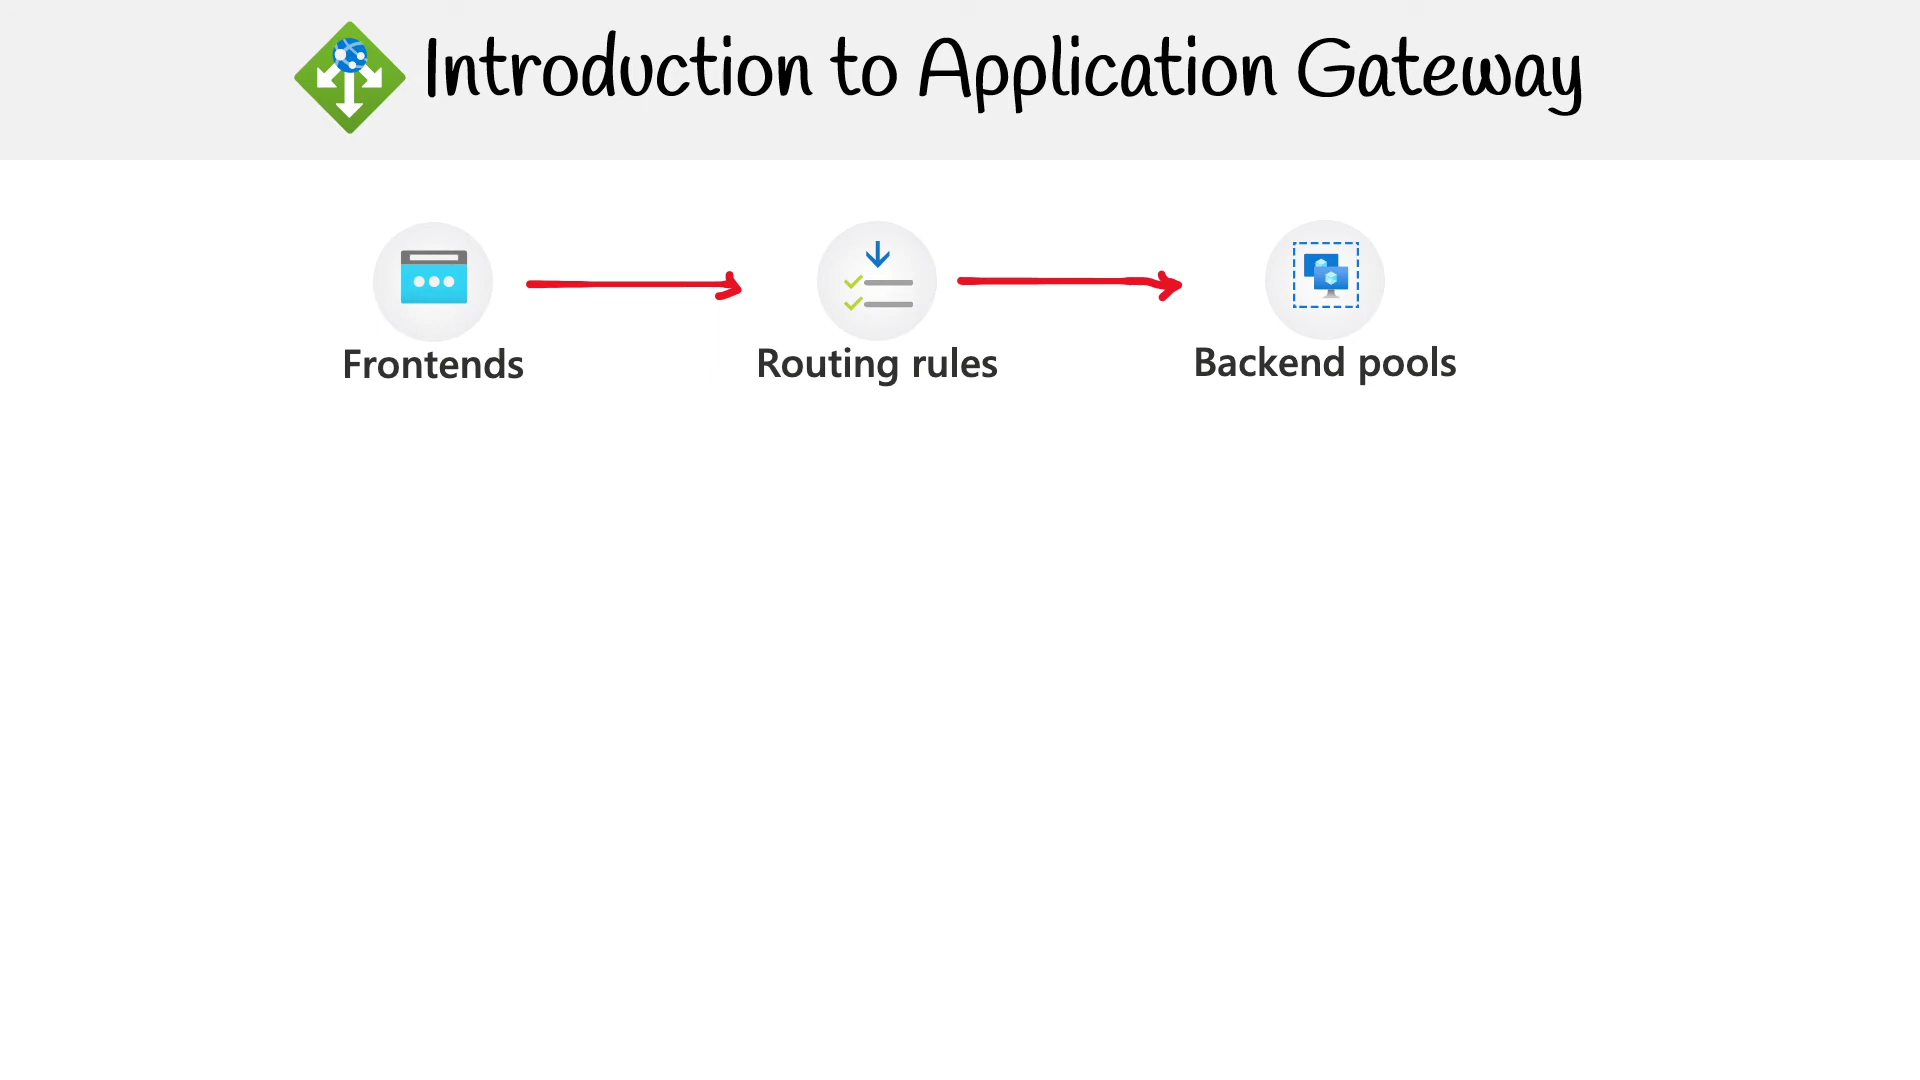 Introduction to Application Gateway
Frontends
Routing rules
Backend pools